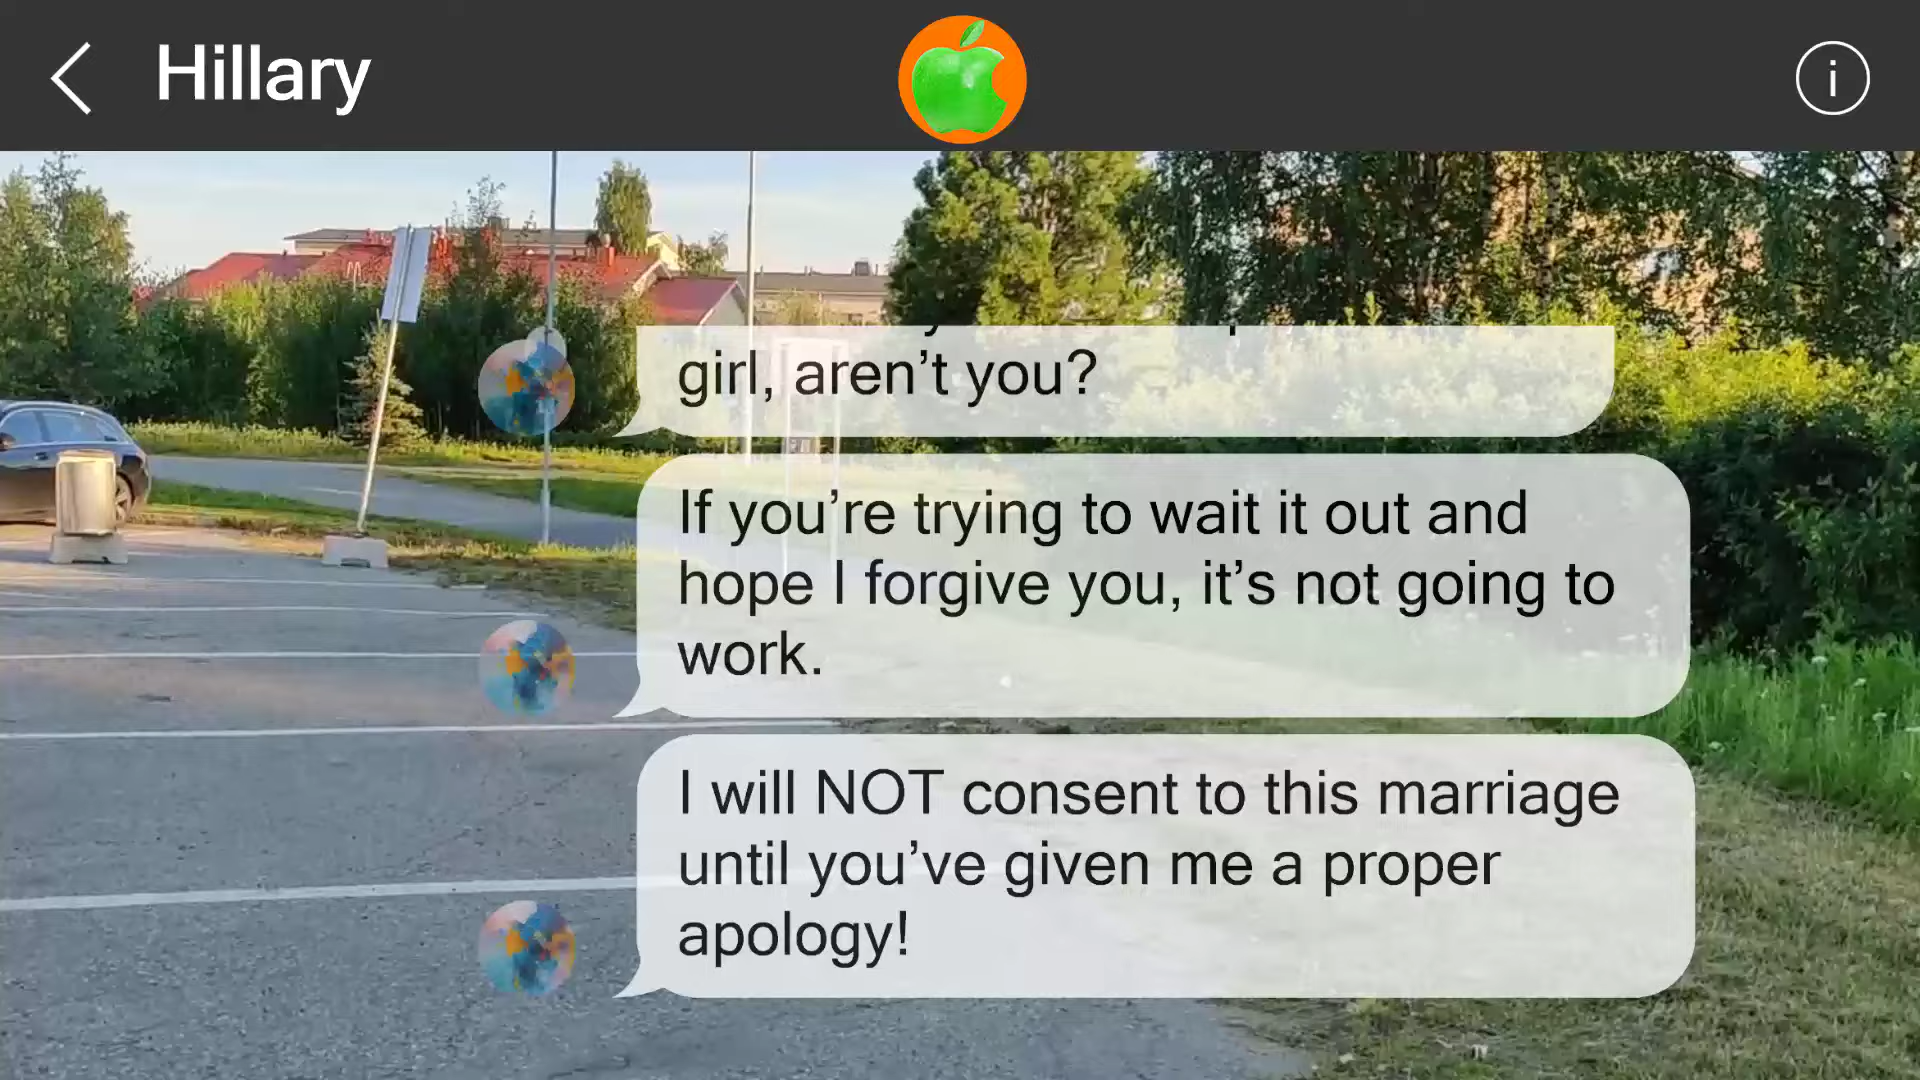 Hillary
girl, aren’t you?
If you’re trying to wait it out and
hope I forgive you, it’s not going to
work.
I will NOT consent to this marriage
until you’ve given me a proper
apology!